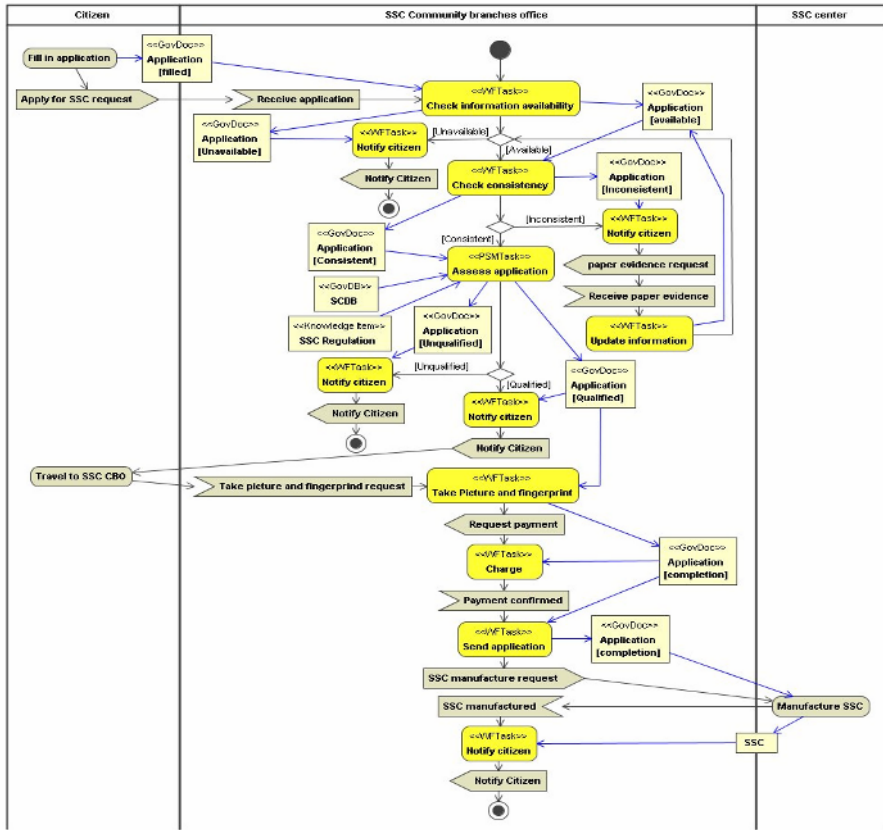 Citizen
SSC Community branches office
SSC center
Fill in application
<<GovDoc>>
Application
[filled]
Apply for SSC request
Receive application
<<WFTask>>
Check information availability
<<GovDoc>>
Application
[available]
<<GovDoc>>
Application
[Unavailable]
<<WFTask>>
Notify citizen
[Unavailable]
[Available]
Notify Citizen
<<WFTask>>
Check consistency
<<GovDoc>>
Application
[Inconsistent]
[Inconsistent]
<<WFTask>>
Notify citizen
<<GovDoc>>
Application
[Consistent]
[Consistent]
<<PSMTask>>
Assess application
paper evidence request
<<GovDB>>
SCDB
Receive paper evidence
<<Knowledge Item>>
SSC Regulation
<<GovDoc>>
Application
[Unqualified]
<<WFTask>>
Update information
<<WFTask>>
Notify citizen
[Unqualified]
[Qualified]
<<GovDoc>>
Application
[Qualified]
Notify Citizen
<<WFTask>>
Notify citizen
Notify Citizen
Travel to SSC CBO
Take picture and fingerprind request
<<WFTask>>
Take Picture and fingerprint
Request payment
<<GovDoc>>
Application
[completion]
<<WFTask>>
Charge
Payment confirmed
<<WFTask>>
Send application
<<GovDoc>>
Application
[completion]
SSC manufacture request
SSC manufactured
Manufacture SSC
<<WFTask>>
Notify citizen
SSC
Notify Citizen